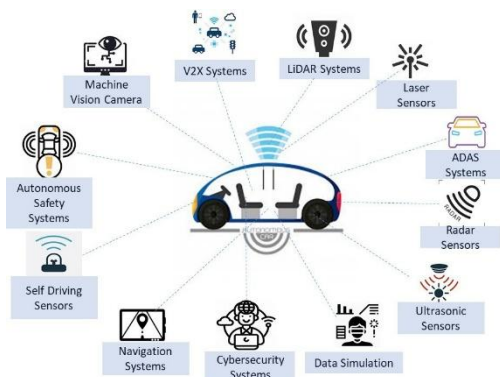 V2X Systems
LiDAR Systems
Machine
Vision Camera
Laser
Sensors
ADAS
Systems
Autonomous
Safety
Systems
RADAR
Radar
Sensors
Self Driving
Sensors
Ultrasonic
Sensors
Navigation
Systems
Cybersecurity
Systems
Data Simulation